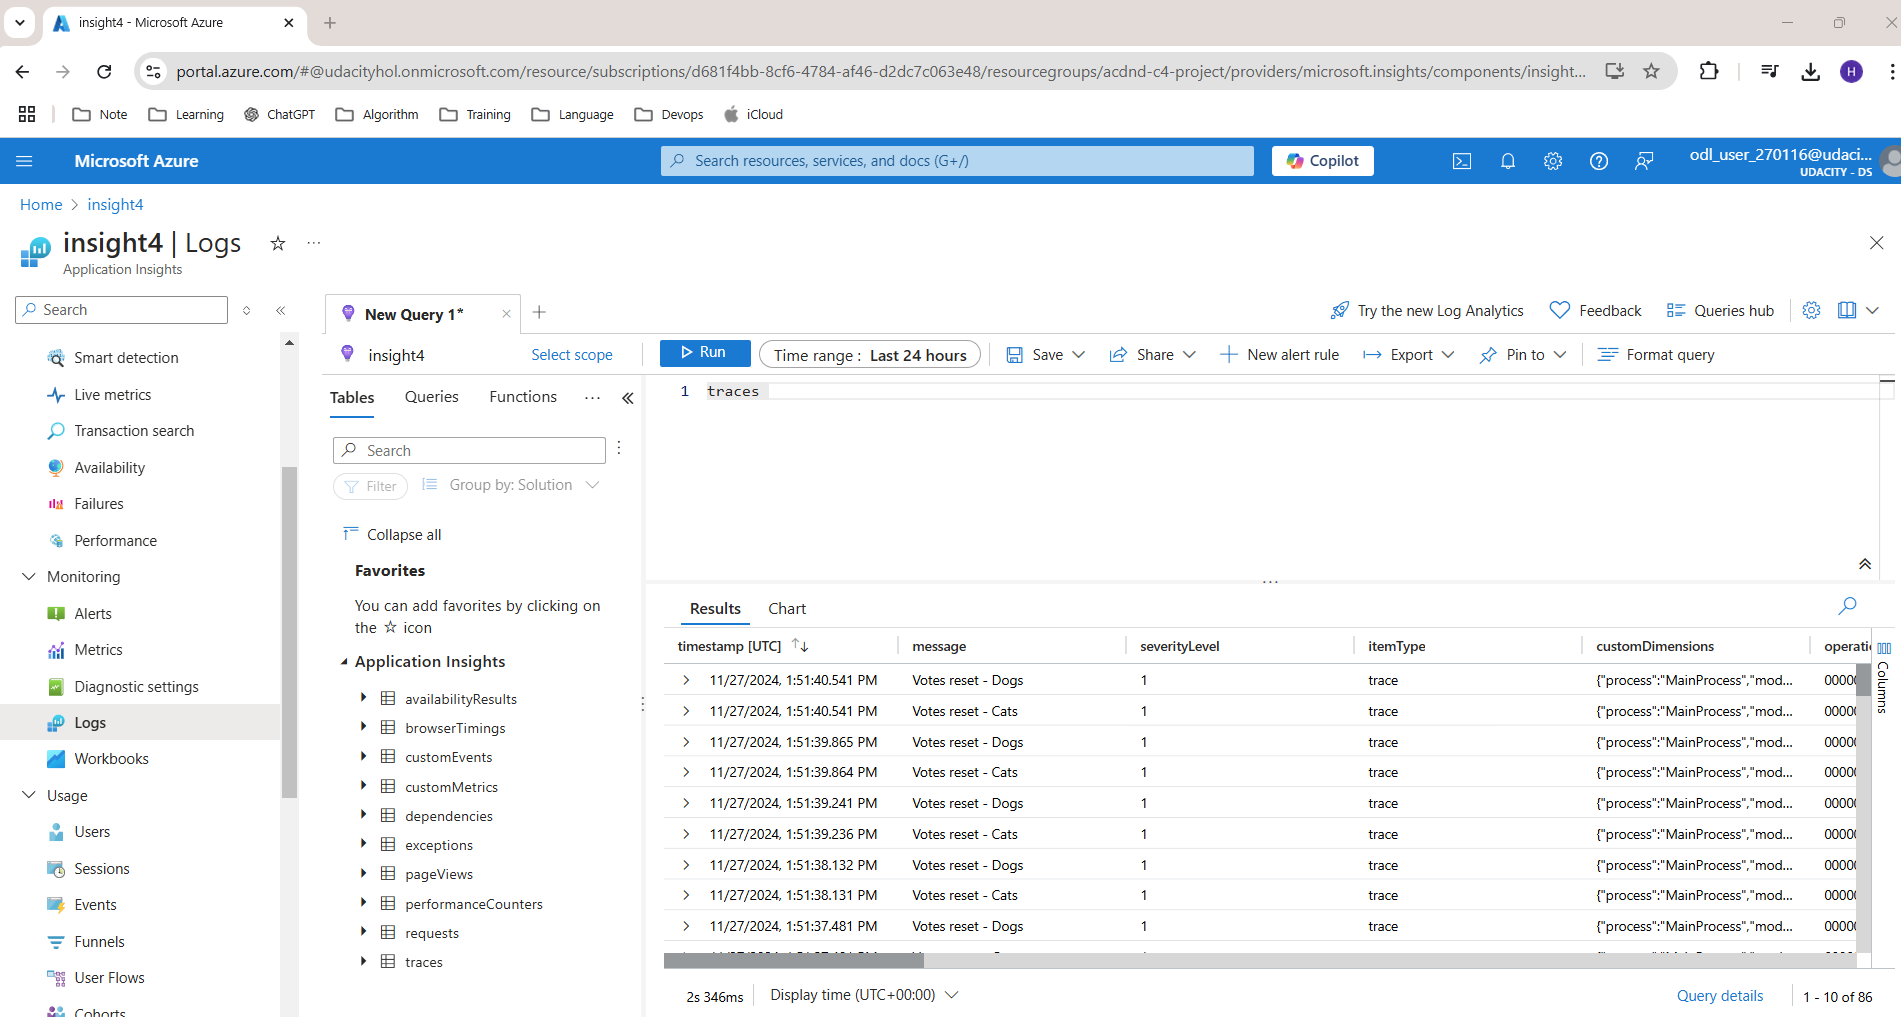 insight4 - Microsoft Azure
portal.azure.com/#@udacityhol.onmicrosoft.com/resource/subscriptions/d681f4bb-8cf6-4784-af46-d2dc7c063e48/resourcegroups/acdnd-c4-project/providers/microsoft.insights/components/insight...
H
Note Learning ChatGPT Algorithm Training Language Devops iCloud
Microsoft Azure
Search resources, services, and docs (G+/)
Copilot
odl_user_270116@udaci...
UDACITY - DS
Home > insight4
insight4 | Logs
Application Insights
Search
Smart detection
Live metrics
Transaction search
Availability
Failures
Performance
Monitoring
Alerts
Metrics
Diagnostic settings
Logs
Workbooks
Usage
Users
Sessions
Events
Funnels
User Flows
Cohorts
New Query 1*
Try the new Log Analytics Feedback Queries hub
insight4 Select scope
Run Time range : Last 24 hours Save Share New alert rule Export Pin to Format query
Tables Queries Functions
Search
Filter Group by: Solution
Collapse all
Favorites
You can add favorites by clicking on
the ☆ icon
Application Insights
availabilityResults
browserTimings
customEvents
customMetrics
dependencies
exceptions
pageViews
performanceCounters
requests
traces
1 traces
Results Chart
timestamp [UTC] message severityLevel itemType customDimensions operati
11/27/2024, 1:51:40.541 PM Votes reset - Dogs 1 trace {"process":"MainProcess","mod... 0000
11/27/2024, 1:51:40.541 PM Votes reset - Cats 1 trace {"process":"MainProcess","mod... 0000
11/27/2024, 1:51:39.865 PM Votes reset - Dogs 1 trace {"process":"MainProcess","mod... 0000
11/27/2024, 1:51:39.864 PM Votes reset - Cats 1 trace {"process":"MainProcess","mod... 0000
11/27/2024, 1:51:39.241 PM Votes reset - Dogs 1 trace {"process":"MainProcess","mod... 0000
11/27/2024, 1:51:39.236 PM Votes reset - Cats 1 trace {"process":"MainProcess","mod... 0000
11/27/2024, 1:51:38.132 PM Votes reset - Dogs 1 trace {"process":"MainProcess","mod... 0000
11/27/2024, 1:51:38.131 PM Votes reset - Cats 1 trace {"process":"MainProcess","mod... 0000
11/27/2024, 1:51:37.481 PM Votes reset - Dogs 1 trace {"process":"MainProcess","mod... 0000
Columns
2s 346ms Display time (UTC+00:00) Query details 1 - 10 of 86